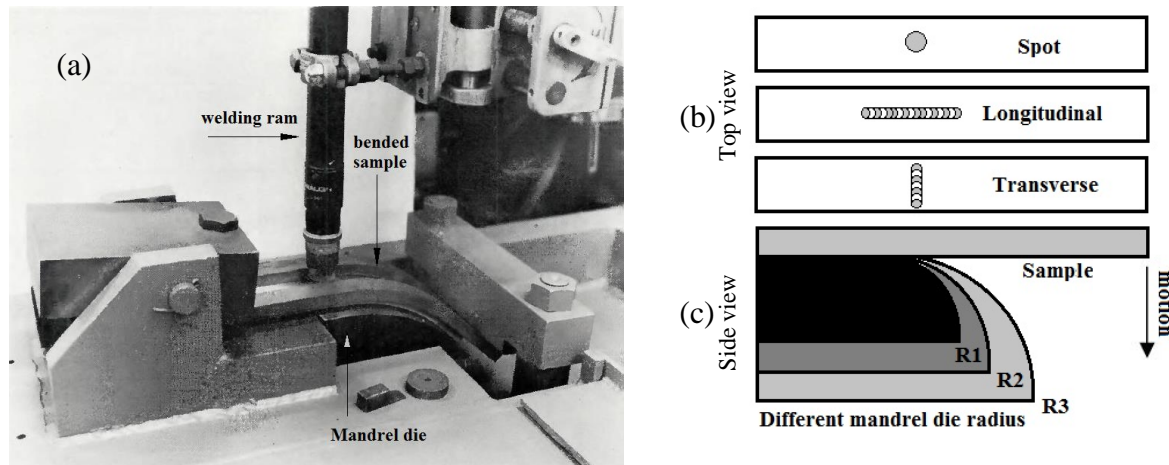 (a)
welding ram
bended
sample
Mandrel die
(b)
Top view
Spot
Longitudinal
Transverse
(c)
Side view
Sample
motion
R1
R2
R3
Different mandrel die radius